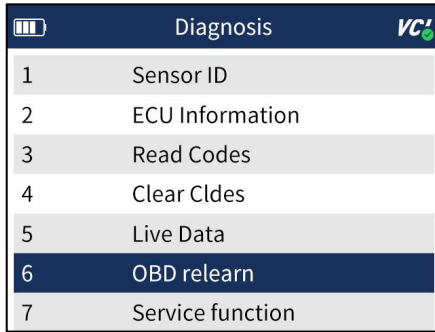 Diagnosis VC
1 Sensor ID
2 ECU Information
3 Read Codes
4 Clear Cldes
5 Live Data
6 OBD relearn
7 Service function